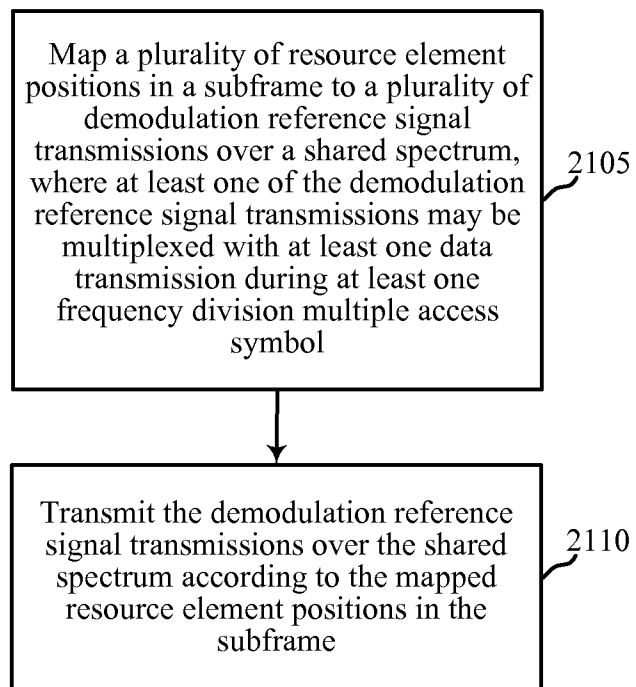 Map a plurality of resource element
positions in a subframe to a plurality of
demodulation reference signal
transmissions over a shared spectrum,
where at least one of the demodulation
reference signal transmissions may be
multiplexed with at least one data
transmission during at least one
frequency division multiple access
symbol
2105
Transmit the demodulation reference
signal transmissions over the shared
spectrum according to the mapped
resource element positions in the
subframe
2110